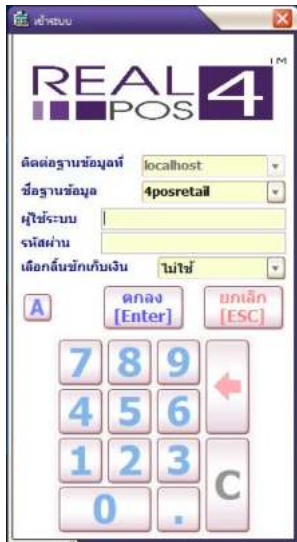 เข้าระบบ
REAL
POS
4
TM
ติดต่อฐานข้อมูลที่ localhost
ชื่อฐานข้อมูล 4posretail
ผู้ใช้ระบบ
รหัสผ่าน
เลือกลิ้นชักเก็บเงิน ไม่ใช้
A ตกลง [Enter] ยกเลิก [ESC]
7 8 9
4 5 6
1 2 3 C
0 .